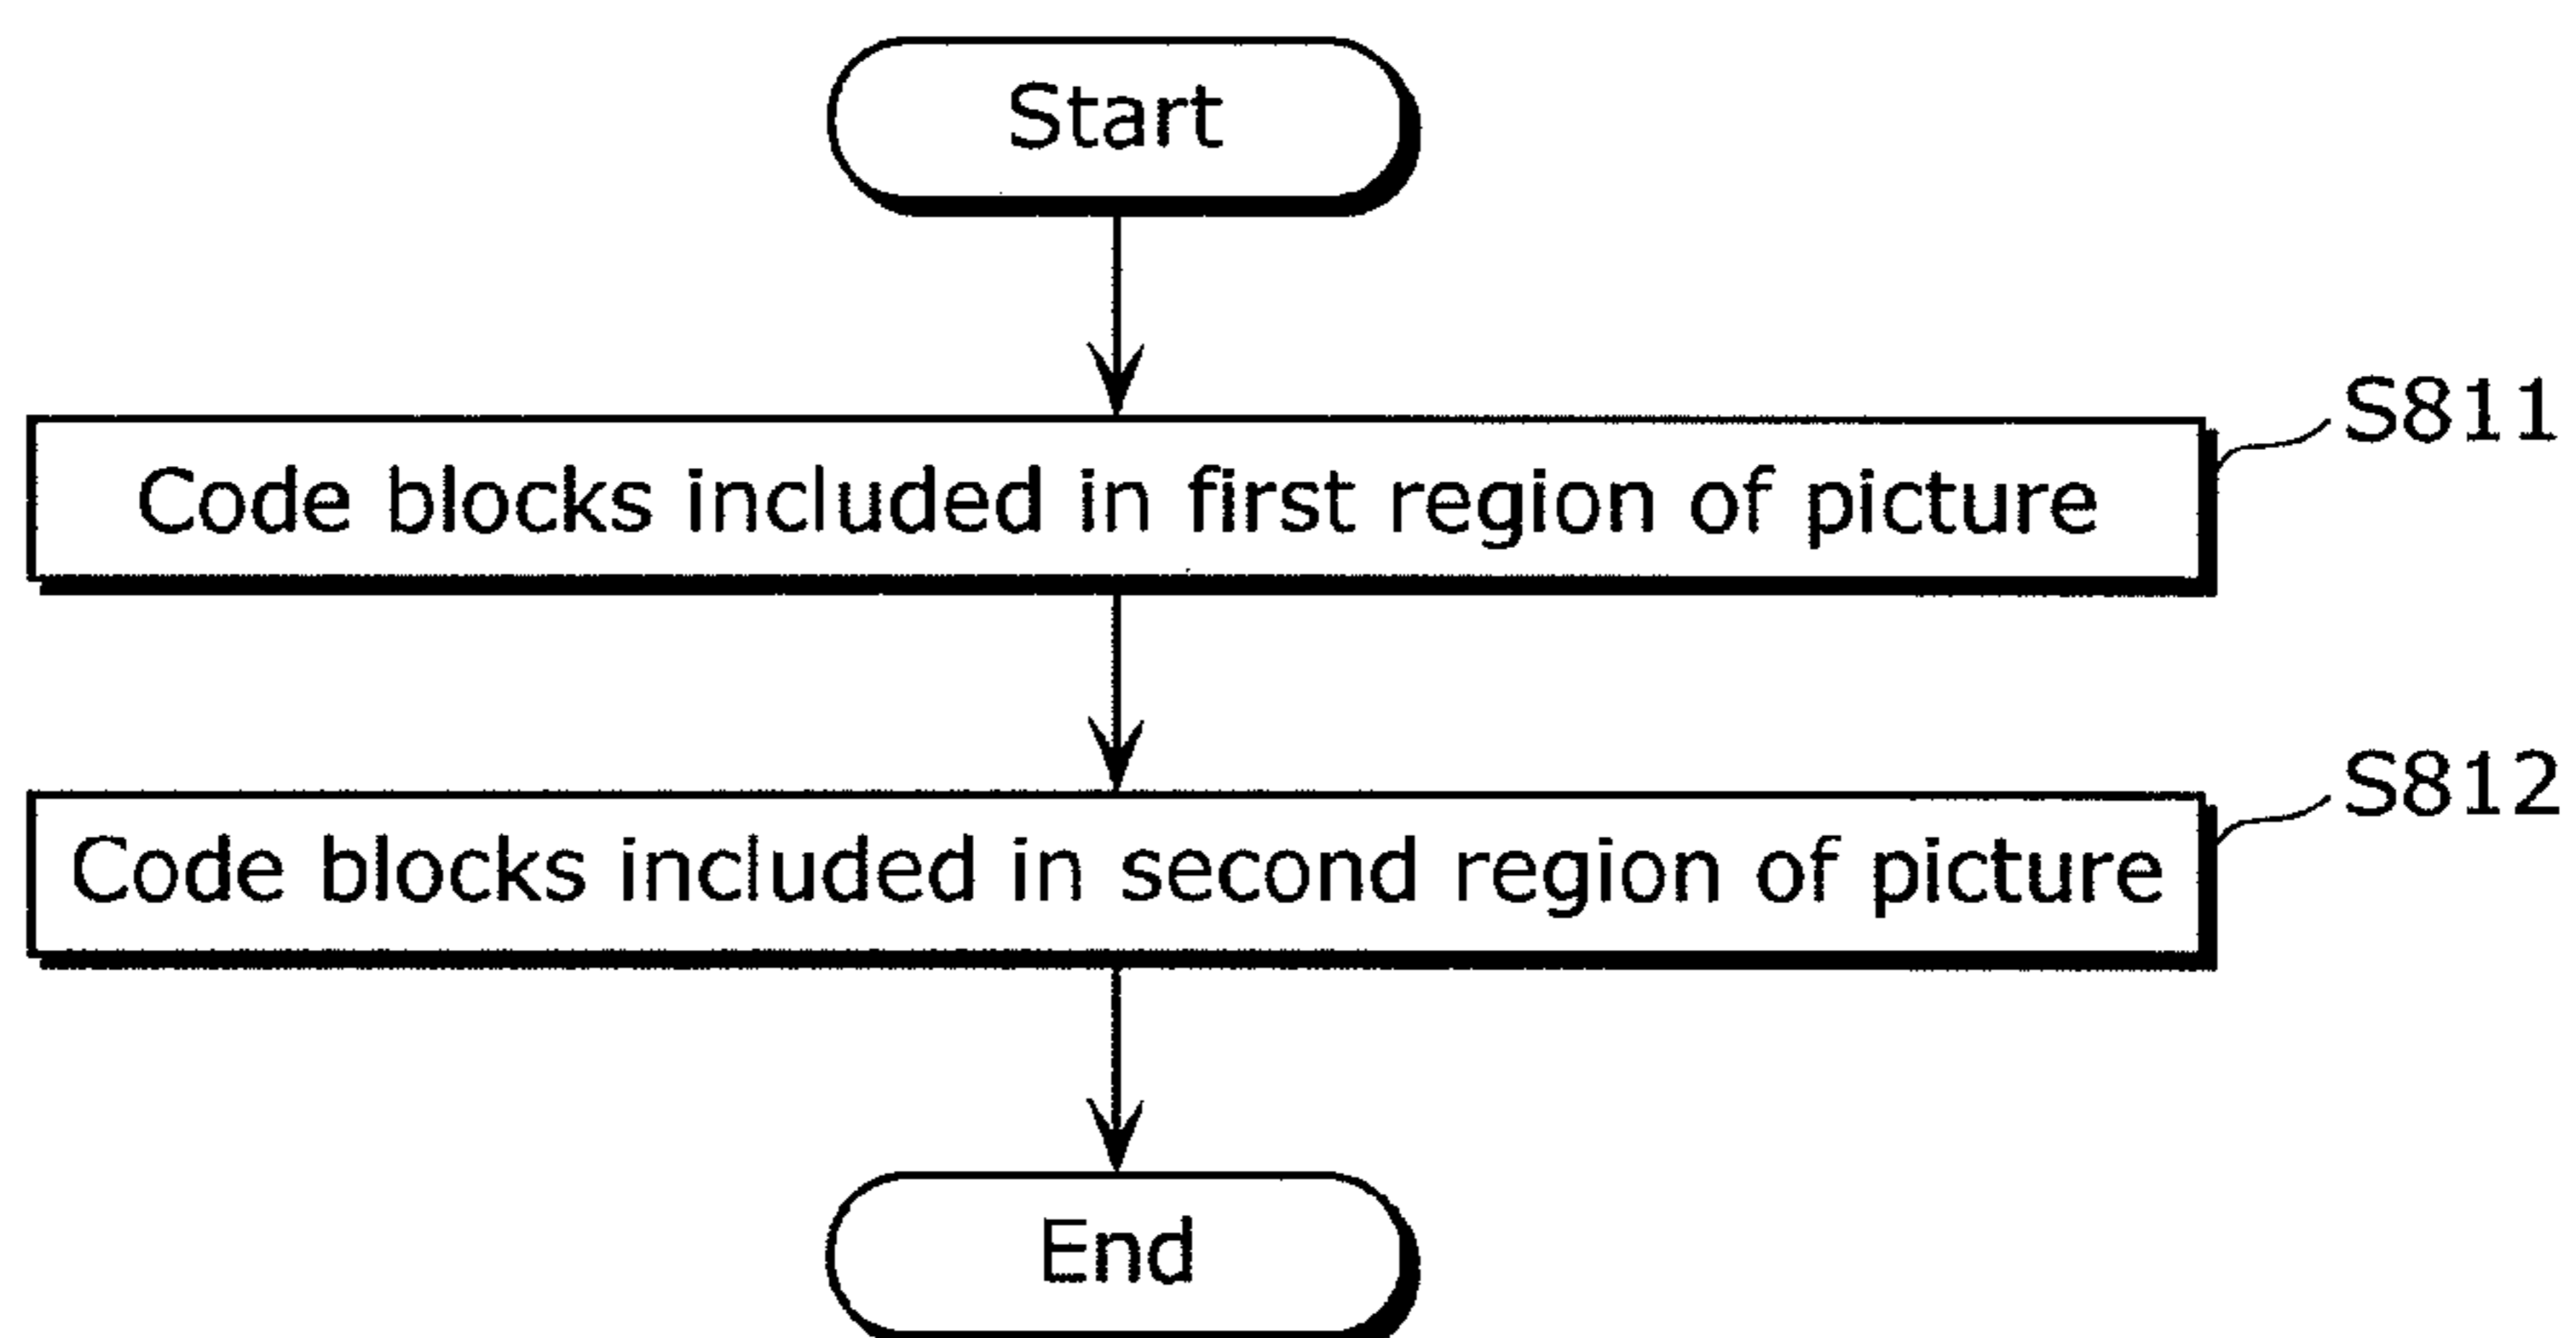 Start
S811
Code blocks included in first region of picture
S812
Code blocks included in second region of picture
End